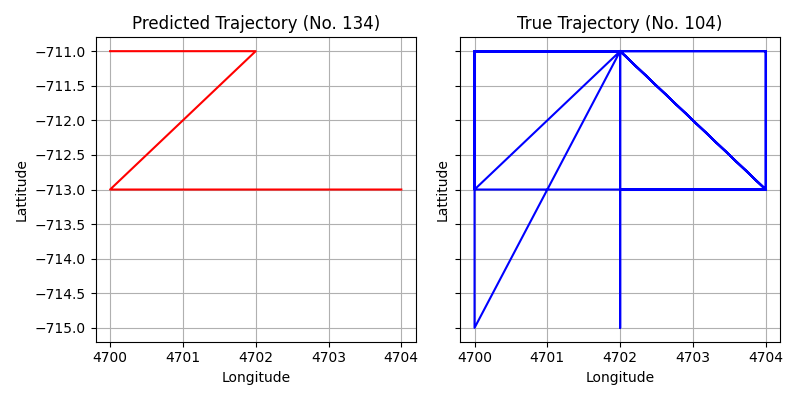 Predicted Trajectory (No. 134)
True Trajectory (No. 104)
−711.0
−711.5
−712.0
−712.5
−713.0
−713.5
−714.0
−714.5
−715.0
Lattitude
Lattitude
4700 4701 4702 4703 4704
4700 4701 4702 4703 4704
Longitude
Longitude